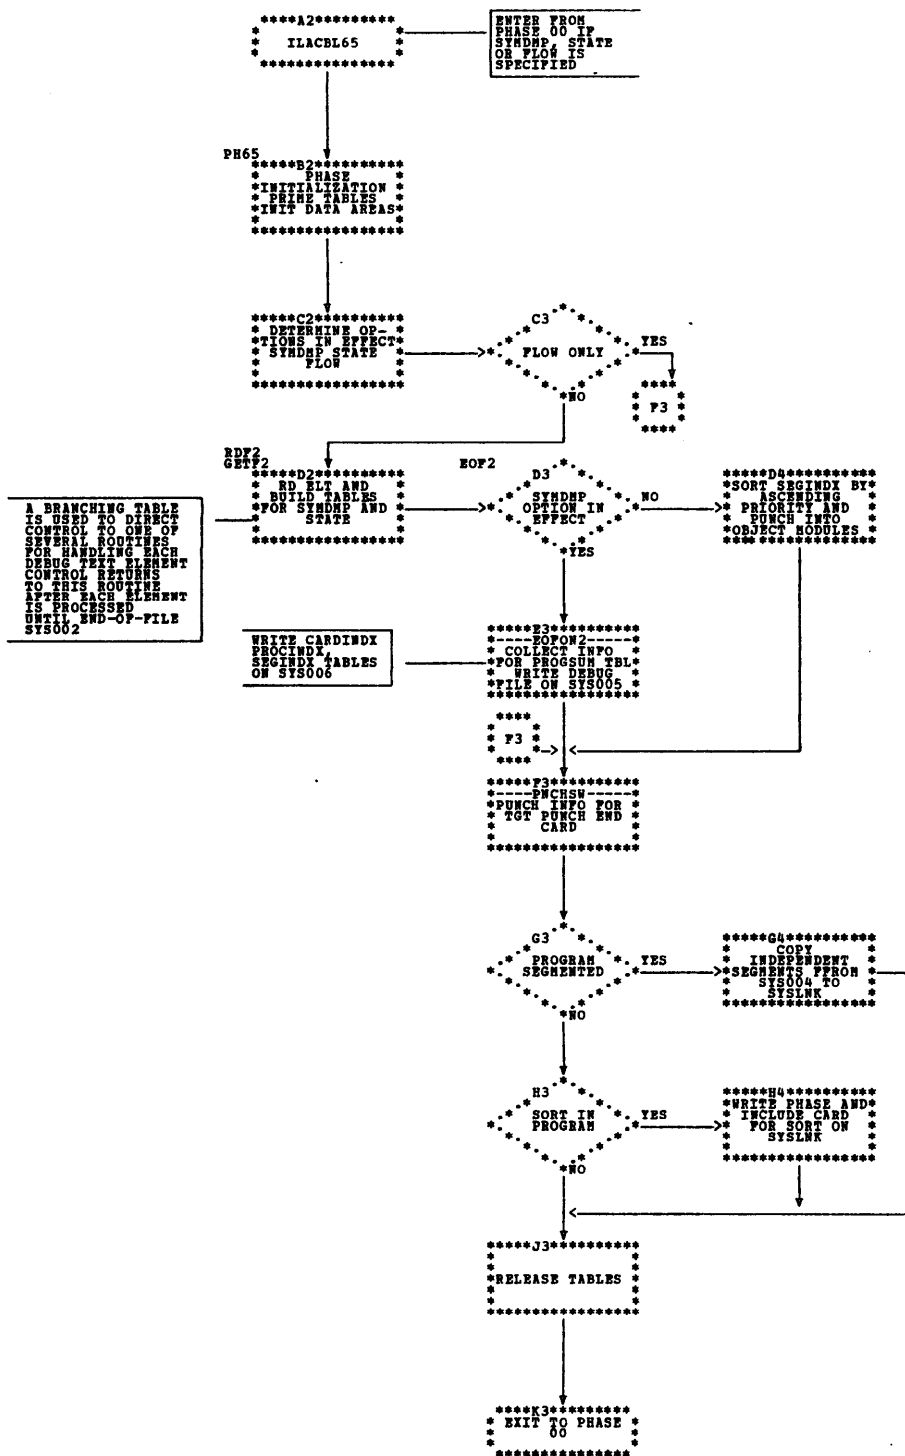 A2
ILACBL65
ENTER FROM
PHASE 00 IF
SYMDMP, STATE
OR FLOW IS
SPECIFIED
PH65
B2
PHASE
INITIALIZATION
PRIME TABLES
INIT DATA AREAS
C2
DETERMINE OP-
TIONS IN EFFECT
SYMDMP STATE
FLOW
C3
FLOW ONLY
YES
F3
NO
RDF2
GETF2
D2
RD ELT AND
BUILD TABLES
FOR SYMDMP AND
STATE
A BRANCHING TABLE
IS USED TO DIRECT
CONTROL TO ONE OF
SEVERAL ROUTINES
FOR HANDLING EACH
DEBUG TEXT ELEMENT
CONTROL RETURNS
TO THIS ROUTINE
AFTER EACH ELEMENT
IS PROCESSED
UNTIL END-OF-FILE
SYS002
EOF2
D3
SYMDMP
OPTION IN
EFFECT
NO
YES
D4
SORT SEGINDX BY
ASCENDING
PRIORITY AND
PUNCH INTO
OBJECT MODULES
WRITE CARDINDX
PROCINDX,
SEGINDX TABLES
ON SYS006
E3
----EOFON2----
COLLECT INFO
FOR PROGSUM TBL
WRITE DEBUG
FILE ON SYS005
F3
F3
----PNCHSW-----
PUNCH INFO FOR
TGT PUNCH END
CARD
G3
PROGRAM
SEGMENTED
YES
NO
G4
COPY
INDEPENDENT
SEGMENTS FFROM
SYS004 TO
SYSLNK
H3
SORT IN
PROGRAM
YES
NO
H4
WRITE PHASE AND
INCLUDE CARD
FOR SORT ON
SYSLNK
J3
RELEASE TABLES
K3
EXIT TO PHASE
00